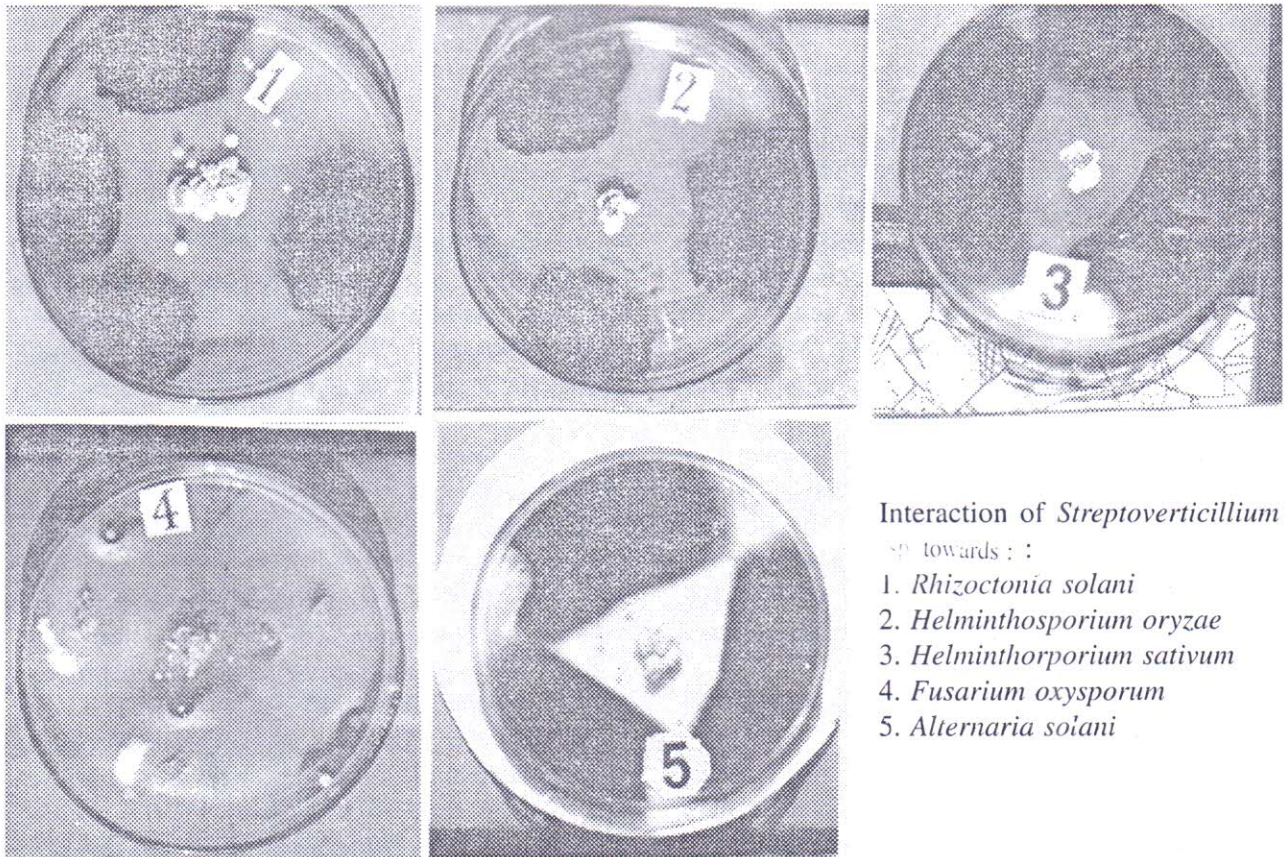 1
2
3
4
5
Interaction of Streptoverticillium
sp. towards : :
1. Rhizoctonia solani
2. Helminthosporium oryzae
3. Helminthorporium sativum
4. Fusarium oxysporum
5. Alternaria solani